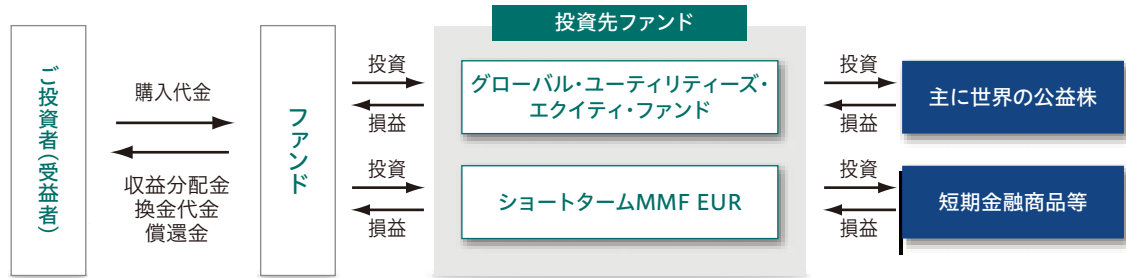 ご投資者(受益者)
購入代金
収益分配金
換金代金
償還金
ファンド
投資
損益
投資
損益
投資先ファンド
グローバル・ユーティリティーズ・
エクイティ・ファンド
ショートタームMMF EUR
投資
損益
投資
損益
主に世界の公益株
短期金融商品等